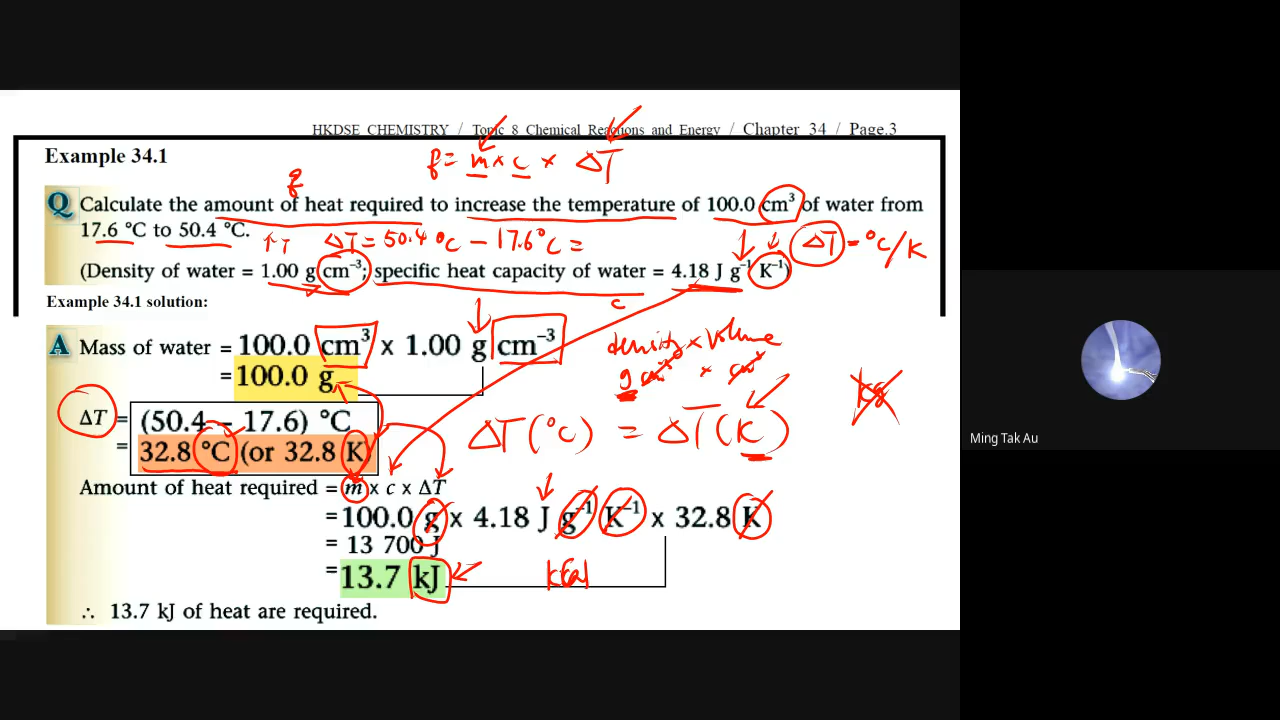 HKDSE CHEMISTRY / Topic 8 Chemical Reactions and Energy / Chapter 34 / Page.3
Example 34.1
q = m × c × ΔT
q
Q Calculate the amount of heat required to increase the temperature of 100.0 cm³ of water from
17.6 °C to 50.4 °C.
↑T ΔT = 50.4 °C − 17.6 °C =
ΔT = °C/K
(Density of water = 1.00 g cm⁻³; specific heat capacity of water = 4.18 J g⁻¹ K⁻¹)
c
Example 34.1 solution:
A Mass of water = 100.0 cm³ × 1.00 g cm⁻³
density × volume
= 100.0 g
g cm⁻³ × cm³
kg
ΔT = (50.4 − 17.6) °C
ΔT (°C) = ΔT (K)
= 32.8 °C (or 32.8 K)
Ming Tak Au
Amount of heat required = m × c × ΔT
= 100.0 g × 4.18 J g⁻¹ K⁻¹ × 32.8 K
= 13 700 J
= 13.7 kJ
∴ 13.7 kJ of heat are required.